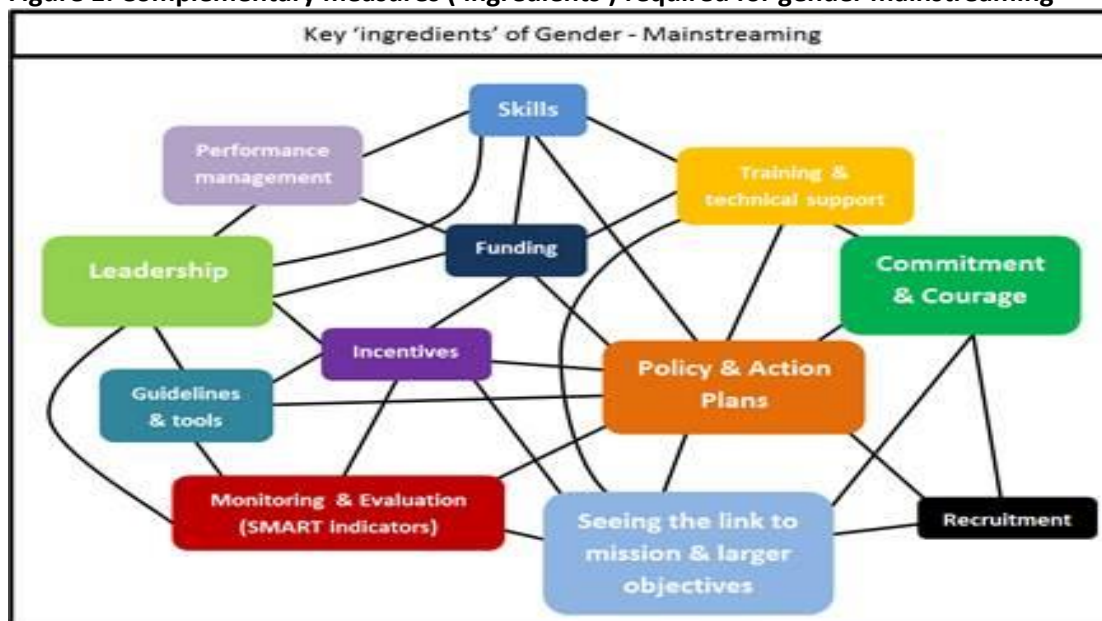 Key 'ingredients' of Gender - Mainstreaming
Skills
Performance
management
Training &
technical support
Leadership
Funding
Commitment
& Courage
Incentives
Policy & Action
Plans
Guidelines
& tools
Monitoring & Evaluation
(SMART indicators)
Seeing the link to
mission & larger
objectives
Recruitment